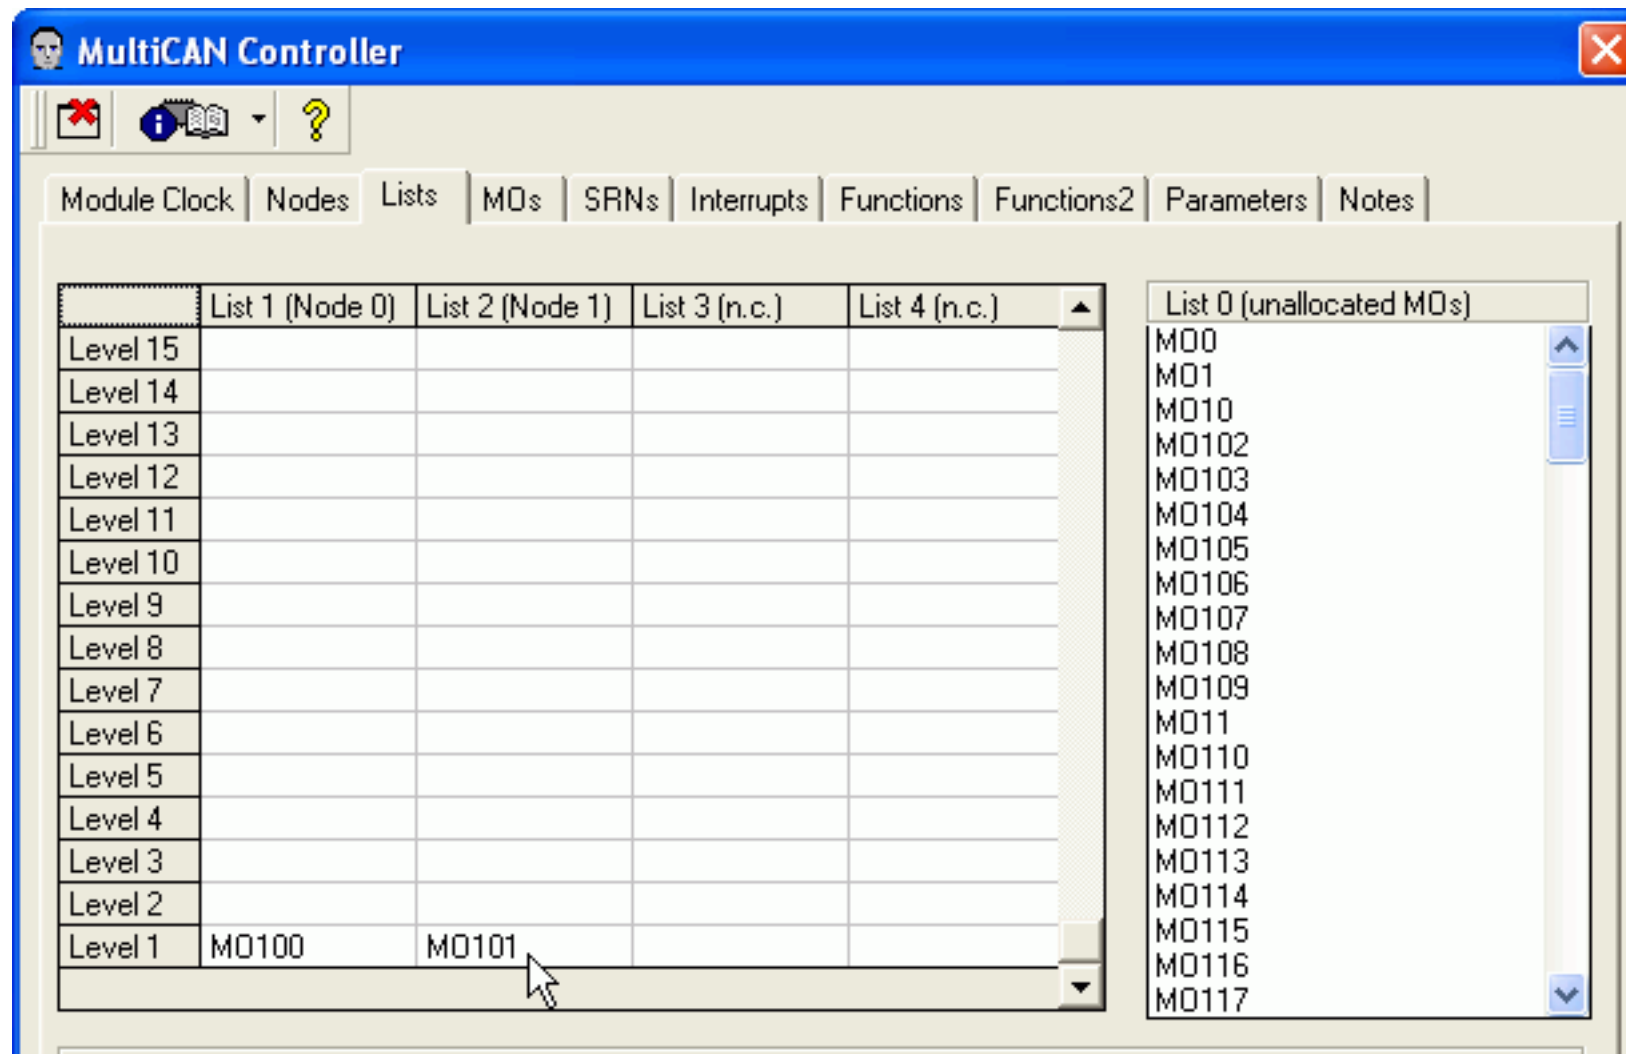 MultiCAN Controller
Module Clock Nodes Lists MOs SRNs Interrupts Functions Functions2 Parameters Notes
List 1 (Node 0) List 2 (Node 1) List 3 (n.c.) List 4 (n.c.)
Level 15
Level 14
Level 13
Level 12
Level 11
Level 10
Level 9
Level 8
Level 7
Level 6
Level 5
Level 4
Level 3
Level 2
Level 1 MO100 MO101
List 0 (unallocated MOs)
MO0
MO1
MO10
MO102
MO103
MO104
MO105
MO106
MO107
MO108
MO109
MO11
MO110
MO111
MO112
MO113
MO114
MO115
MO116
MO117